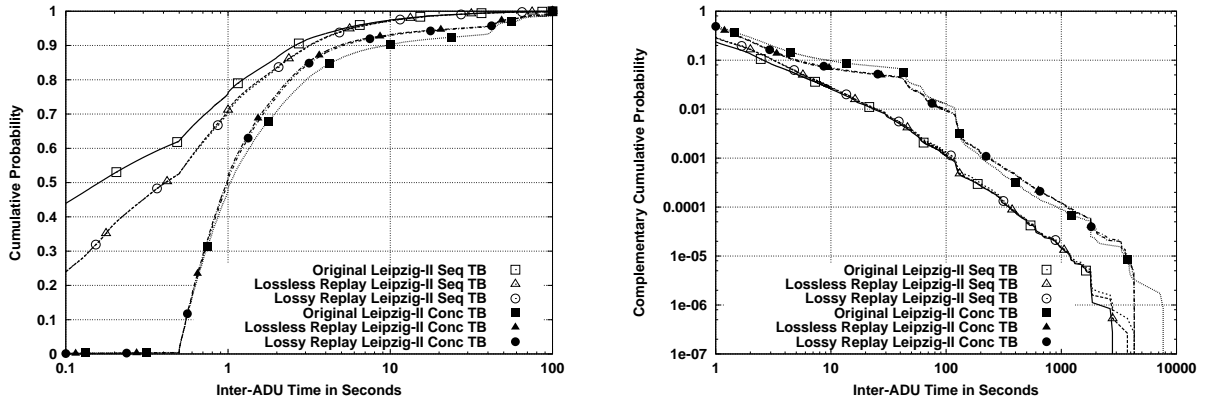 Cumulative Probability
1
0.9
0.8
0.7
0.6
0.5
0.4
0.3
0.2
0.1
0
0.1
1
10
100
Inter-ADU Time in Seconds
Original Leipzig-II Seq TB
Lossless Replay Leipzig-II Seq TB
Lossy Replay Leipzig-II Seq TB
Original Leipzig-II Conc TB
Lossless Replay Leipzig-II Conc TB
Lossy Replay Leipzig-II Conc TB
Complementary Cumulative Probability
1
0.1
0.01
0.001
0.0001
1e-05
1e-06
1e-07
1
10
100
1000
10000
Inter-ADU Time in Seconds
Original Leipzig-II Seq TB
Lossless Replay Leipzig-II Seq TB
Lossy Replay Leipzig-II Seq TB
Original Leipzig-II Conc TB
Lossless Replay Leipzig-II Conc TB
Lossy Replay Leipzig-II Conc TB